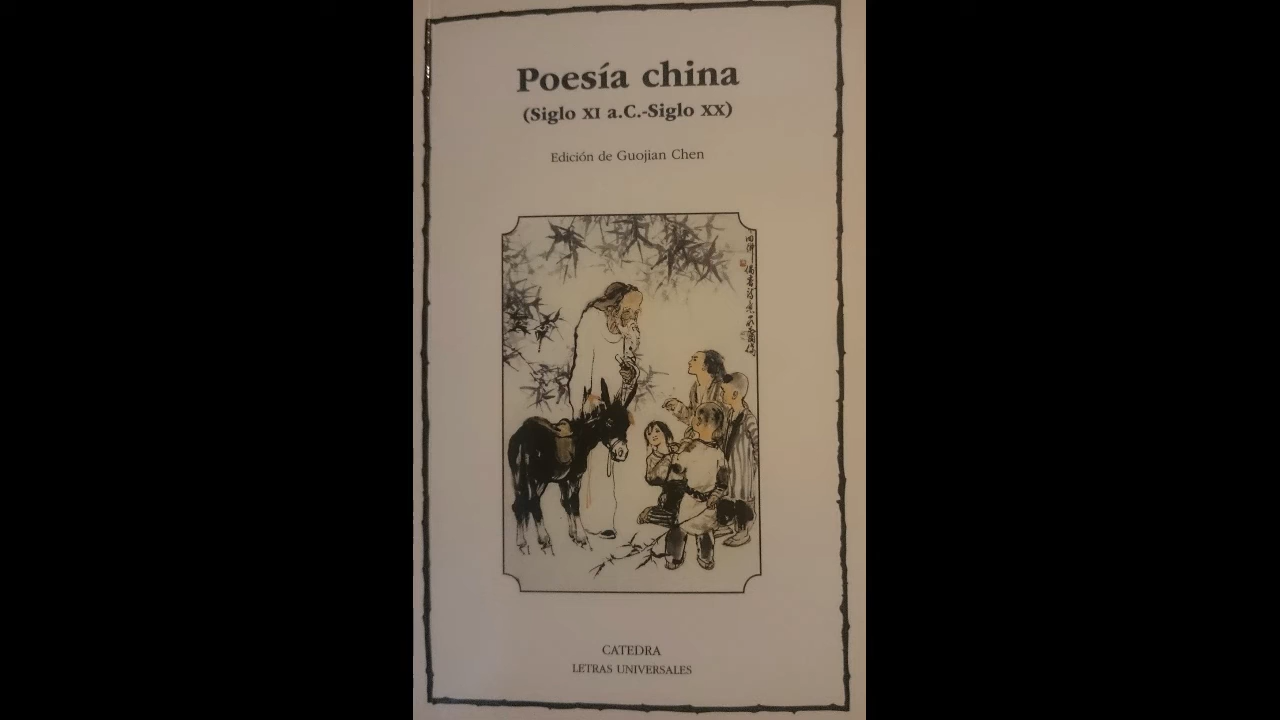 Poesía china
(Siglo XI a.C.-Siglo XX)
Edición de Guojian Chen
CATEDRA
LETRAS UNIVERSALES